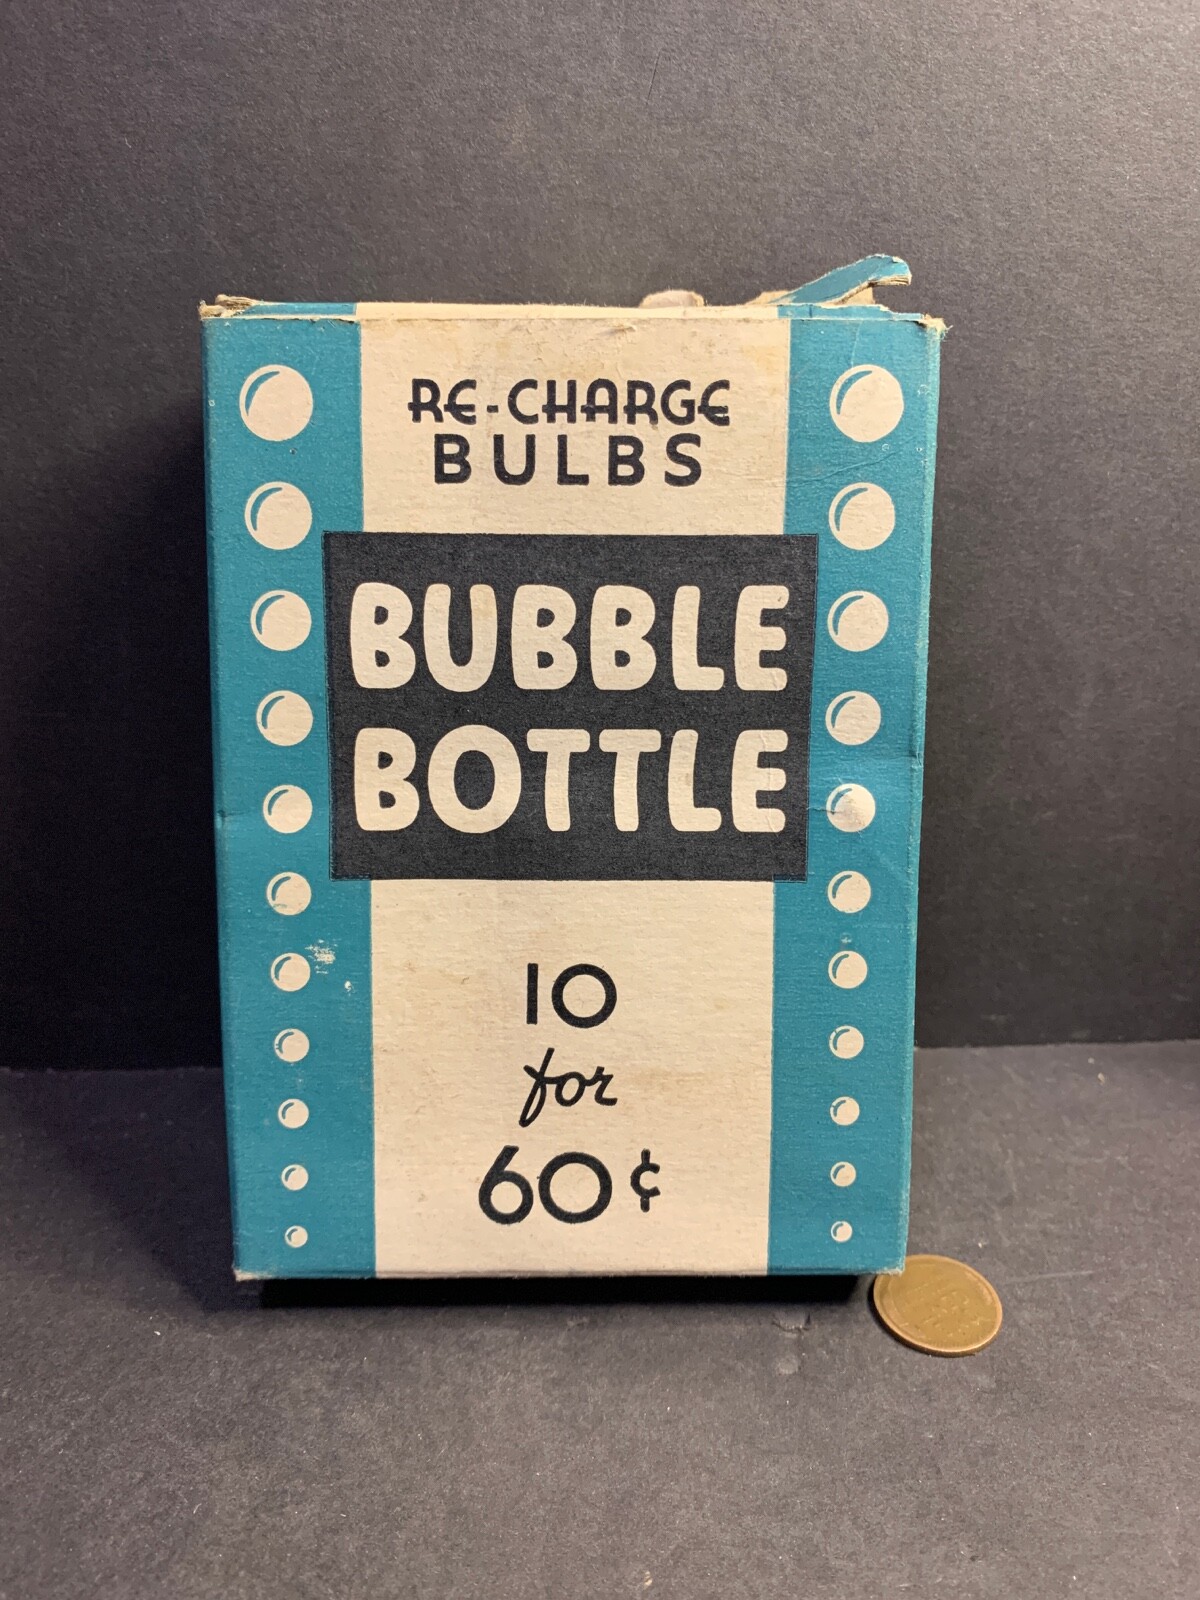 RE-CHARGE
BULBS
BUBBLE
BOTTLE
10
for
60¢